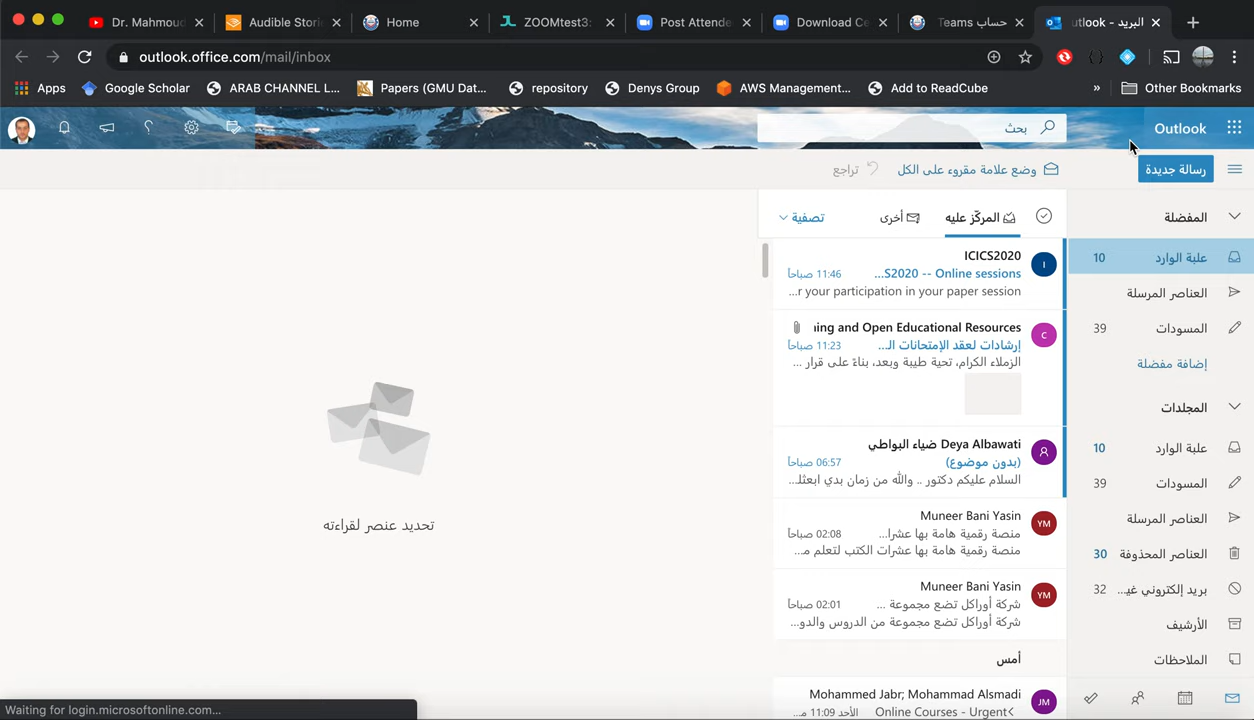 Dr. Mahmoud
Audible Stori
Home
ZOOMtest3:
Post Attende
Download Ce
حساب Teams
البريد - utlook
outlook.office.com/mail/inbox
Apps
Google Scholar
ARAB CHANNEL L...
Papers (GMU Dat...
repository
Denys Group
AWS Management...
Add to ReadCube
»
Other Bookmarks
Outlook
بحث
رسالة جديدة
وضع علامة مقروء على الكل
تراجع
المفضلة
علبة الوارد 10
العناصر المرسلة
المسودات 39
إضافة مفضلة
المجلدات
علبة الوارد 10
المسودات 39
العناصر المرسلة
العناصر المحذوفة 30
بريد إلكتروني غيـ... 32
الأرشيف
الملاحظات
المركّز عليه
أخرى
تصفية
I
ICICS2020
...S2020 -- Online sessions
11:46 صباحاً
...r your participation in your paper session
C
ing and Open Educational Resources
إرشادات لعقد الإمتحانات الـ...
11:23 صباحاً
الزملاء الكرام، تحية طيبة وبعد، بناءً على قرار ...
Deya Albawati ضياء البواطي
(بدون موضوع)
06:57 صباحاً
السلام عليكم دكتور .. والله من زمان بدي ابعتلك...
YM
Muneer Bani Yasin
منصة رقمية هامة بها عشرا...
02:08 صباحاً
منصة رقمية هامة بها عشرات الكتب لتعلم م...
YM
Muneer Bani Yasin
شركة أوراكل تضع مجموعة ...
02:01 صباحاً
شركة أوراكل تضع مجموعة من الدروس والدو...
أمس
JM
Mohammed Jabr; Mohammad Alsmadi
Online Courses - Urgent
الأحد 11:09 م...
تحديد عنصر لقراءته
Waiting for login.microsoftonline.com...